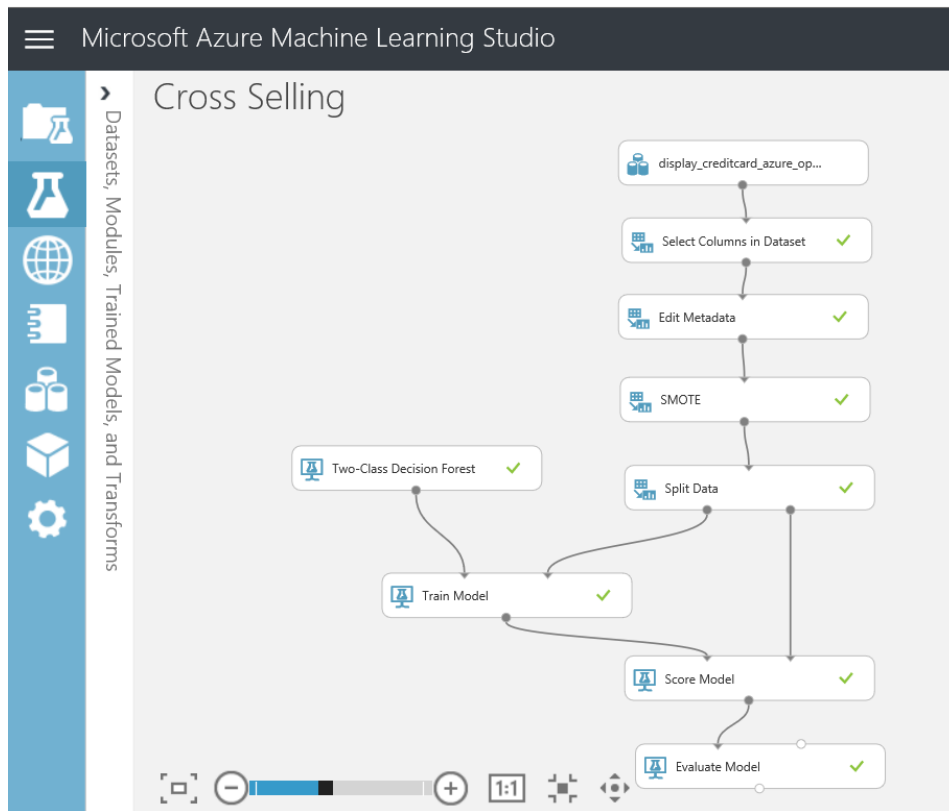 Microsoft Azure Machine Learning Studio
Datasets, Modules, Trained Models, and Transforms
Cross Selling
display_creditcard_azure_op...
Select Columns in Dataset
Edit Metadata
SMOTE
Two-Class Decision Forest
Split Data
Train Model
Score Model
Evaluate Model
1:1